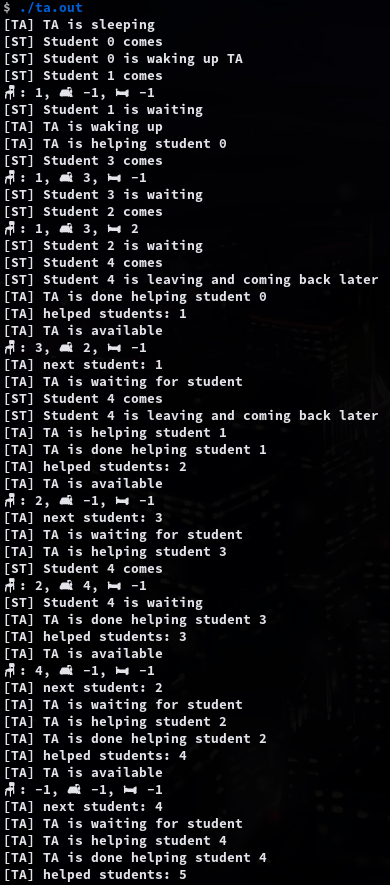 $ ./ta.out
[TA] TA is sleeping
[ST] Student 0 comes
[ST] Student 0 is waking up TA
[ST] Student 1 comes
🪑: 1, 🛋 -1, 🛏 -1
[ST] Student 1 is waiting
[TA] TA is waking up
[TA] TA is helping student 0
[ST] Student 3 comes
🪑: 1, 🛋 3, 🛏 -1
[ST] Student 3 is waiting
[ST] Student 2 comes
🪑: 1, 🛋 3, 🛏 2
[ST] Student 2 is waiting
[ST] Student 4 comes
[ST] Student 4 is leaving and coming back later
[TA] TA is done helping student 0
[TA] helped students: 1
[TA] TA is available
🪑: 3, 🛋 2, 🛏 -1
[TA] next student: 1
[TA] TA is waiting for student
[ST] Student 4 comes
[ST] Student 4 is leaving and coming back later
[TA] TA is helping student 1
[TA] TA is done helping student 1
[TA] helped students: 2
[TA] TA is available
🪑: 2, 🛋 -1, 🛏 -1
[TA] next student: 3
[TA] TA is waiting for student
[TA] TA is helping student 3
[ST] Student 4 comes
🪑: 2, 🛋 4, 🛏 -1
[ST] Student 4 is waiting
[TA] TA is done helping student 3
[TA] helped students: 3
[TA] TA is available
🪑: 4, 🛋 -1, 🛏 -1
[TA] next student: 2
[TA] TA is waiting for student
[TA] TA is helping student 2
[TA] TA is done helping student 2
[TA] helped students: 4
[TA] TA is available
🪑: -1, 🛋 -1, 🛏 -1
[TA] next student: 4
[TA] TA is waiting for student
[TA] TA is helping student 4
[TA] TA is done helping student 4
[TA] helped students: 5